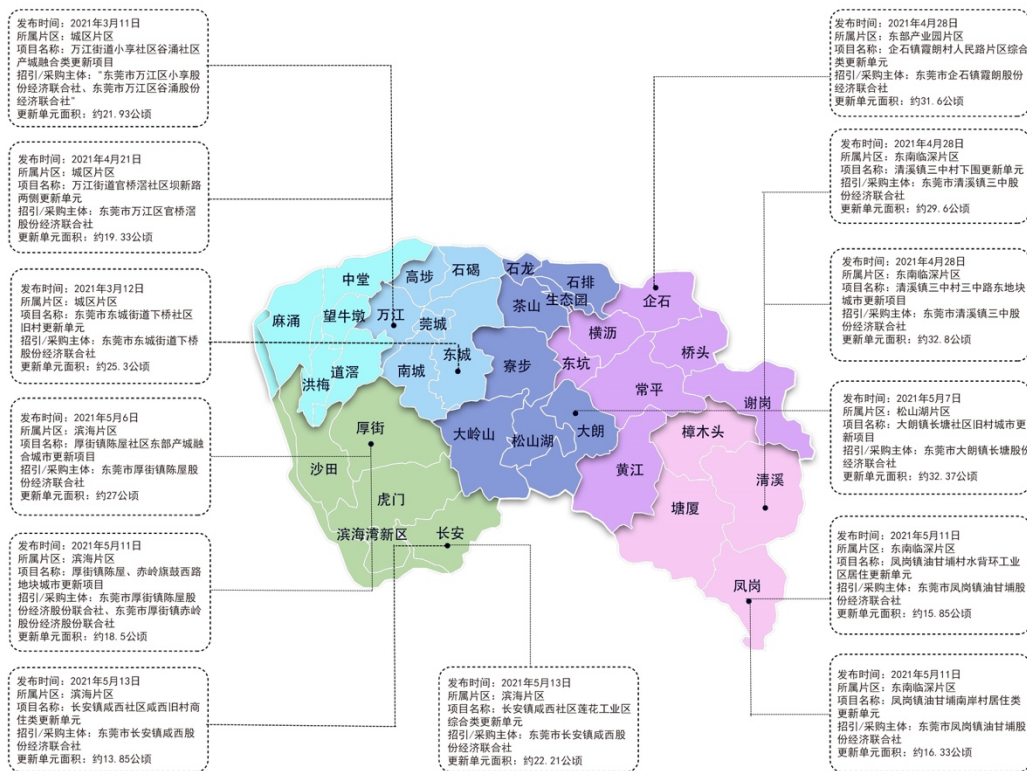 发布时间：2021年3月11日
所属片区：城区片区
项目名称：万江街道小享社区谷涌社区
产城融合类更新项目
招引/采购主体："东莞市万江区小享股
份经济联合社、东莞市万江区谷涌股份
经济联合社"
更新单元面积：约21.93公顷
发布时间：2021年4月21日
所属片区：城区片区
项目名称：万江街道官桥滘社区坝新路
两侧更新单元
招引/采购主体：东莞市万江区官桥滘
股份经济联合社
更新单元面积：约19.33公顷
发布时间：2021年3月12日
所属片区：城区片区
项目名称：东莞市东城街道下桥社区
旧村更新单元
招引/采购主体：东莞市东城街道下桥
股份经济联合社
更新单元面积：约25.3公顷
发布时间：2021年5月6日
所属片区：滨海片区
项目名称：厚街镇陈屋社区东部产城融
合城市更新项目
招引/采购主体：东莞市厚街镇陈屋股
份经济联合社
更新单元面积：约27公顷
发布时间：2021年5月11日
所属片区：滨海片区
项目名称：厚街镇陈屋、赤岭旗鼓西路
地块城市更新项目
招引/采购主体：东莞市厚街镇陈屋股
份经济股份联合社、东莞市厚街镇赤岭
股份经济股份联合社
更新单元面积：约18.5公顷
发布时间：2021年5月13日
所属片区：滨海片区
项目名称：长安镇咸西社区咸西旧村商
住类更新单元
招引/采购主体：东莞市长安镇咸西股
份经济联合社
更新单元面积：约13.85公顷
中堂
高埗
石碣
石龙
石排
生态园
茶山
企石
麻涌
望牛墩
万江
莞城
横沥
桥头
东城
寮步
东坑
洪梅
道滘
南城
常平
谢岗
厚街
大岭山
松山湖
大朗
樟木头
沙田
黄江
清溪
虎门
塘厦
滨海湾新区
长安
凤岗
发布时间：2021年5月13日
所属片区：滨海片区
项目名称：长安镇咸西社区莲花工业区
综合类更新单元
招引/采购主体：东莞市长安镇咸西股
份经济联合社
更新单元面积：约22.21公顷
发布时间：2021年4月28日
所属片区：东部产业园片区
项目名称：企石镇霞朗村人民路片区综合
类更新单元
招引/采购主体：东莞市企石镇霞朗股份
经济联合社
更新单元面积：约31.6公顷
发布时间：2021年4月28日
所属片区：东南临深片区
项目名称：清溪镇三中村下围更新单元
招引/采购主体：东莞市清溪镇三中股
份经济联合社
更新单元面积：约29.6公顷
发布时间：2021年4月28日
所属片区：东南临深片区
项目名称：清溪镇三中村三中路东地块
城市更新项目
招引/采购主体：东莞市清溪镇三中股
份经济联合社
更新单元面积：约32.8公顷
发布时间：2021年5月7日
所属片区：松山湖片区
项目名称：大朗镇长塘社区旧村城市更
新项目
招引/采购主体：东莞市大朗镇长塘股份
经济联合社
更新单元面积：约32.37公顷
发布时间：2021年5月11日
所属片区：东南临深片区
项目名称：凤岗镇油甘埔村水背环工业
区居住更新单元
招引/采购主体：东莞市凤岗镇油甘埔股
份经济联合社
更新单元面积：约15.85公顷
发布时间：2021年5月11日
所属片区：东南临深片区
项目名称：凤岗镇油甘埔南岸村居住类
更新单元
招引/采购主体：东莞市凤岗镇油甘埔股
份经济联合社
更新单元面积：约16.33公顷